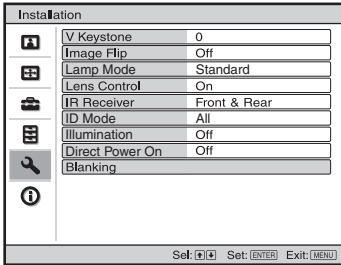 Installation
V Keystone 0
Image Flip Off
Lamp Mode Standard
Lens Control On
IR Receiver Front & Rear
ID Mode All
Illumination Off
Direct Power On Off
Blanking
Sel: Set: ENTER Exit: MENU